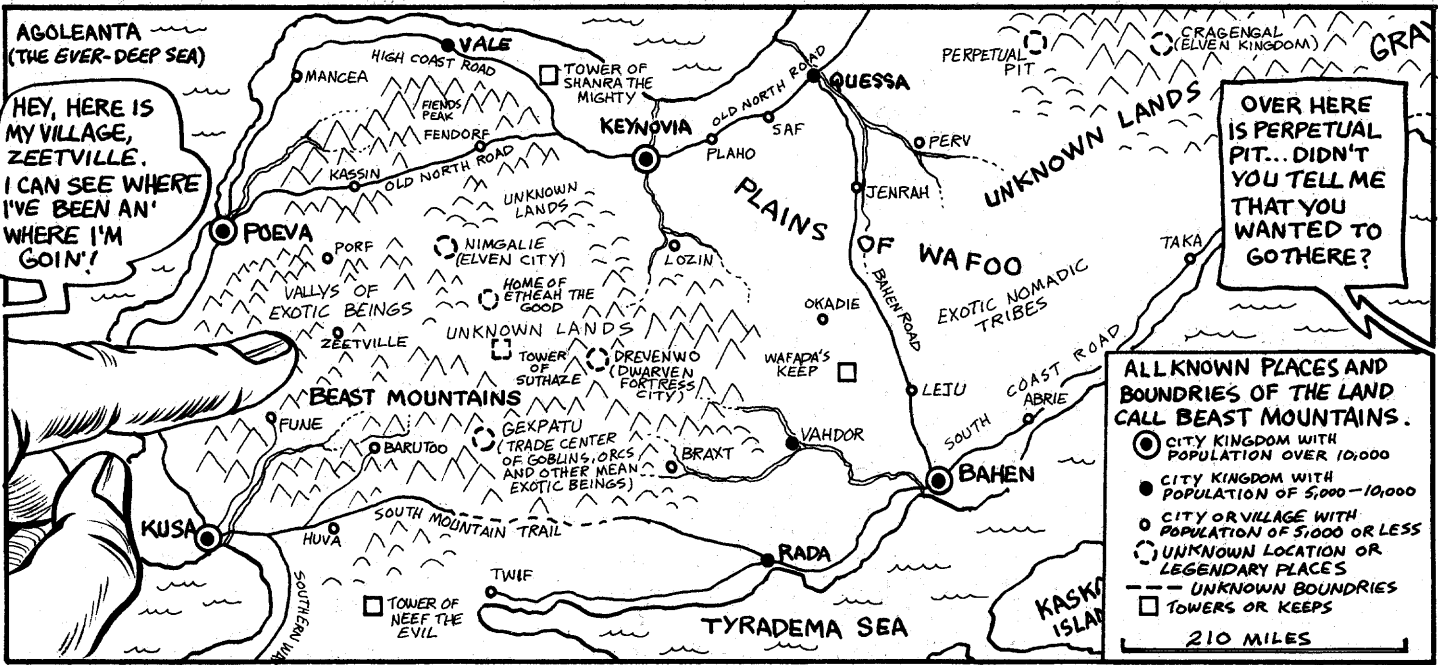 AGOLEANTA
(THE EVER-DEEP SEA)
HEY, HERE IS
MY VILLAGE,
ZEETVILLE.
I CAN SEE WHERE
I'VE BEEN AN'
WHERE I'M
GOIN'!
VALE
HIGH COAST ROAD
MANCEA
TOWER OF
SHANRA THE
MIGHTY
FIENDS
PEAK
FENDORF
KASSIN
OLD NORTH ROAD
KEYNOVIA
PLAHO
OLD NORTH ROAD
SAF
QUESSA
PERV
JENRAH
PERPETUAL
PIT
CRAGENGAL
(ELVEN KINGDOM)
UNKNOWN LANDS
OVER HERE
IS PERPETUAL
PIT...DIDN'T
YOU TELL ME
THAT YOU
WANTED TO
GO THERE?
POEVA
PORF
UNKNOWN
LANDS
NIMGALIE
(ELVEN CITY)
LOZIN
PLAINS OF WAFOO
TAKA
VALLYS OF
EXOTIC BEINGS
HOME OF
ETHEAH THE
GOOD
ZEETVILLE
UNKNOWN LANDS
TOWER
OF
SUTHAZE
DREVENWO
(DWARVEN
FORTRESS
CITY)
OKADIE
WAFADA'S
KEEP
BAHEN ROAD
EXOTIC NOMADIC
TRIBES
BEAST MOUNTAINS
LEJU
SOUTH COAST ROAD
ABRIE
FUNE
BARUTOO
GEXPATU
(TRADE CENTER
OF GOBLINS, ORCS
AND OTHER MEAN
EXOTIC BEINGS)
BRAXT
VAHDOR
BAHEN
KUSA
HUVA
SOUTH MOUNTAIN TRAIL
RADA
TWIF
SOUTHERN
TOWER OF
NEEF THE
EVIL
TYRADEMA SEA
ALL KNOWN PLACES AND
BOUNDRIES OF THE LAND
CALL BEAST MOUNTAINS.
CITY KINGDOM WITH
POPULATION OVER 10,000
CITY KINGDOM WITH
POPULATION OF 5,000–10,000
CITY OR VILLAGE WITH
POPULATION OF 5,000 OR LESS
UNKNOWN LOCATION OR
LEGENDARY PLACES
UNKNOWN BOUNDRIES
TOWERS OR KEEPS
210 MILES